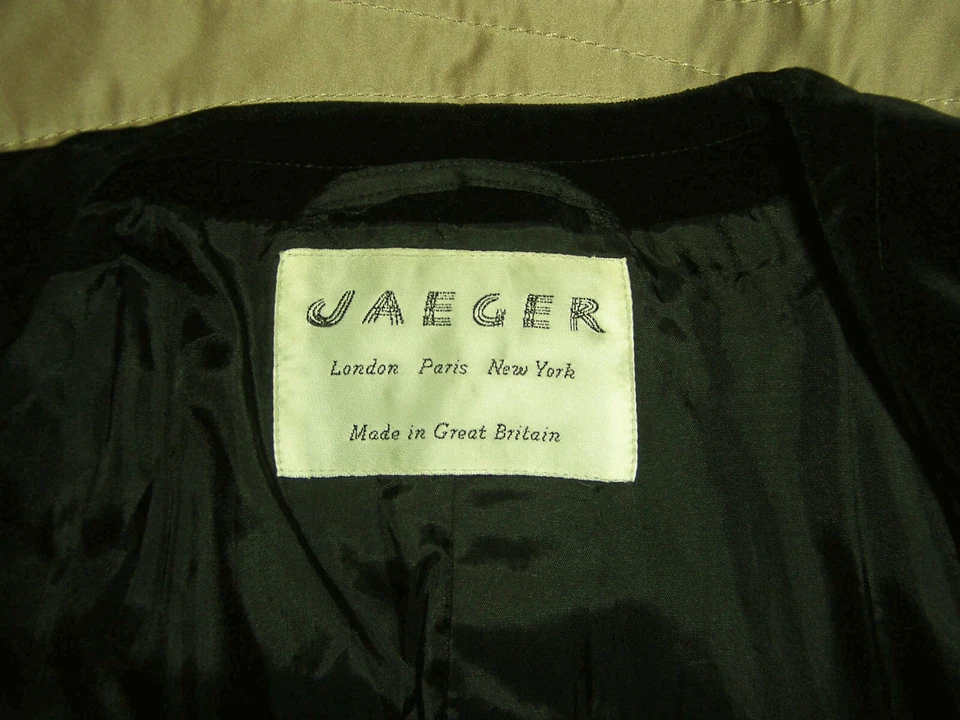 JAEGER
London Paris New York
Made in Great Britain